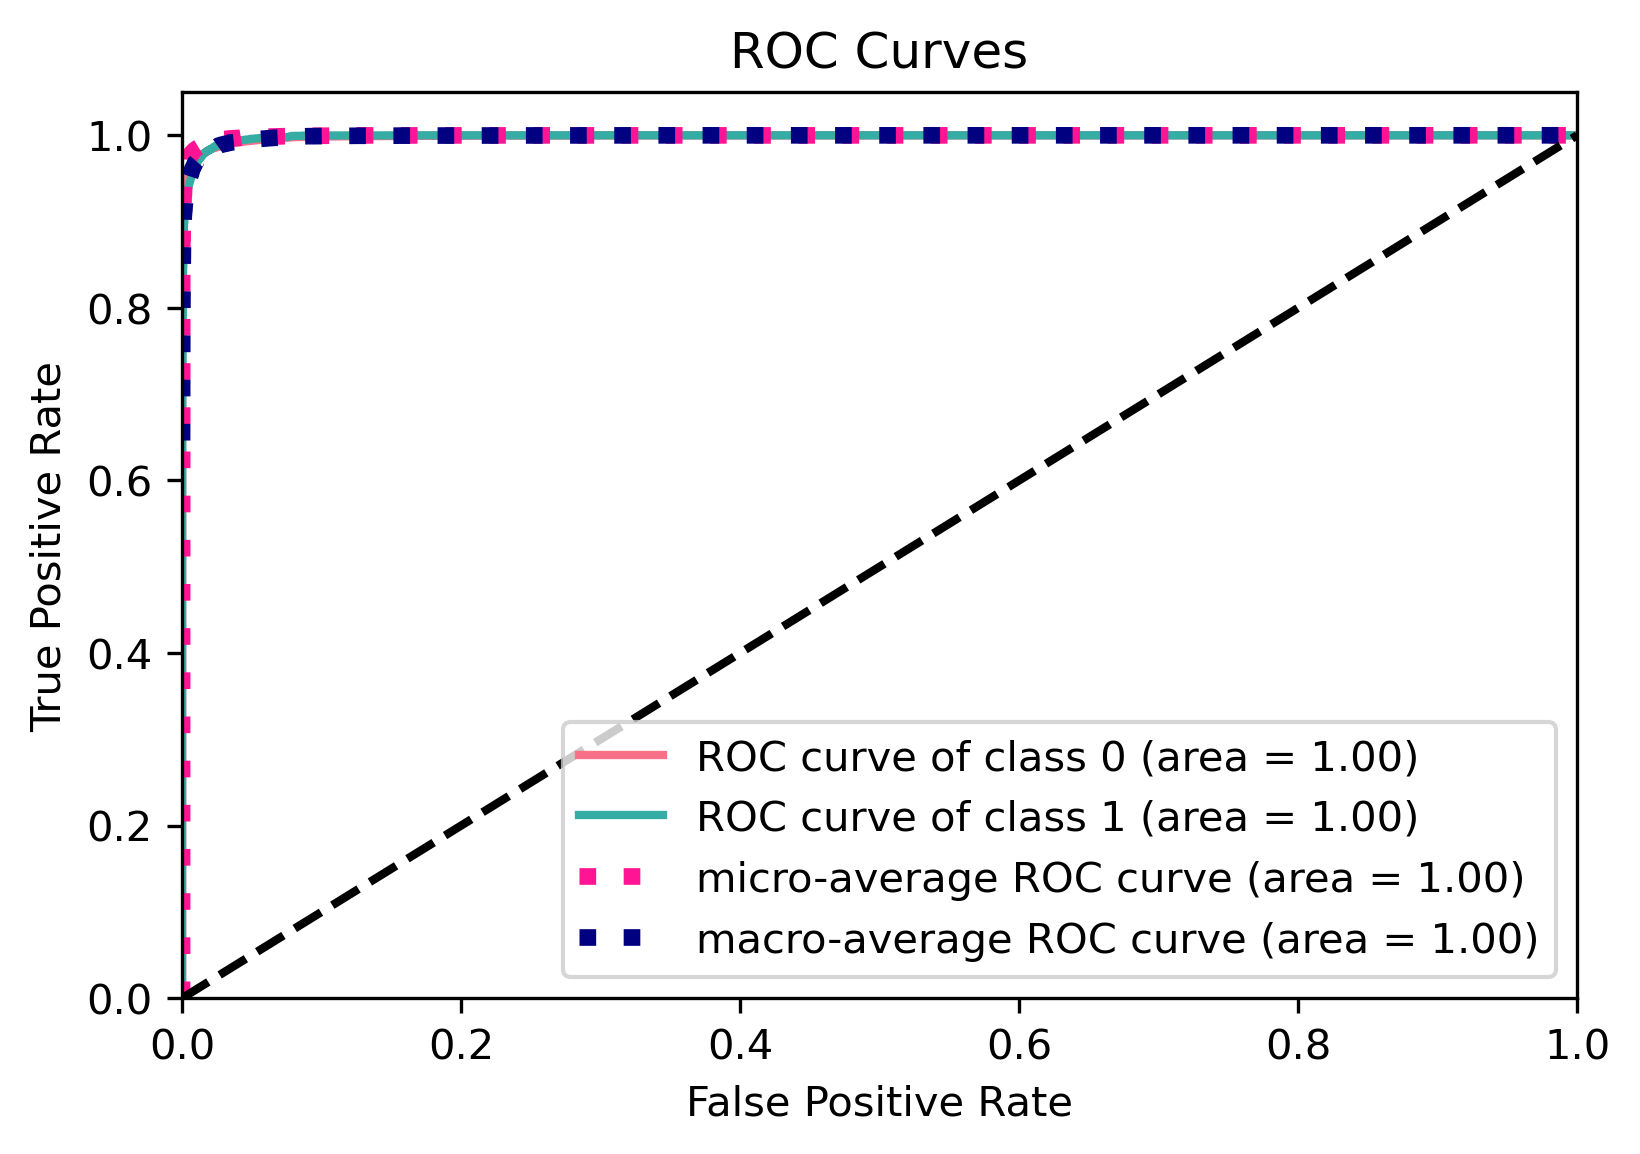 ROC Curves
True Positive Rate
1.0
0.8
0.6
0.4
0.2
0.0
ROC curve of class 0 (area = 1.00)
ROC curve of class 1 (area = 1.00)
micro-average ROC curve (area = 1.00)
macro-average ROC curve (area = 1.00)
0.0 0.2 0.4 0.6 0.8 1.0
False Positive Rate